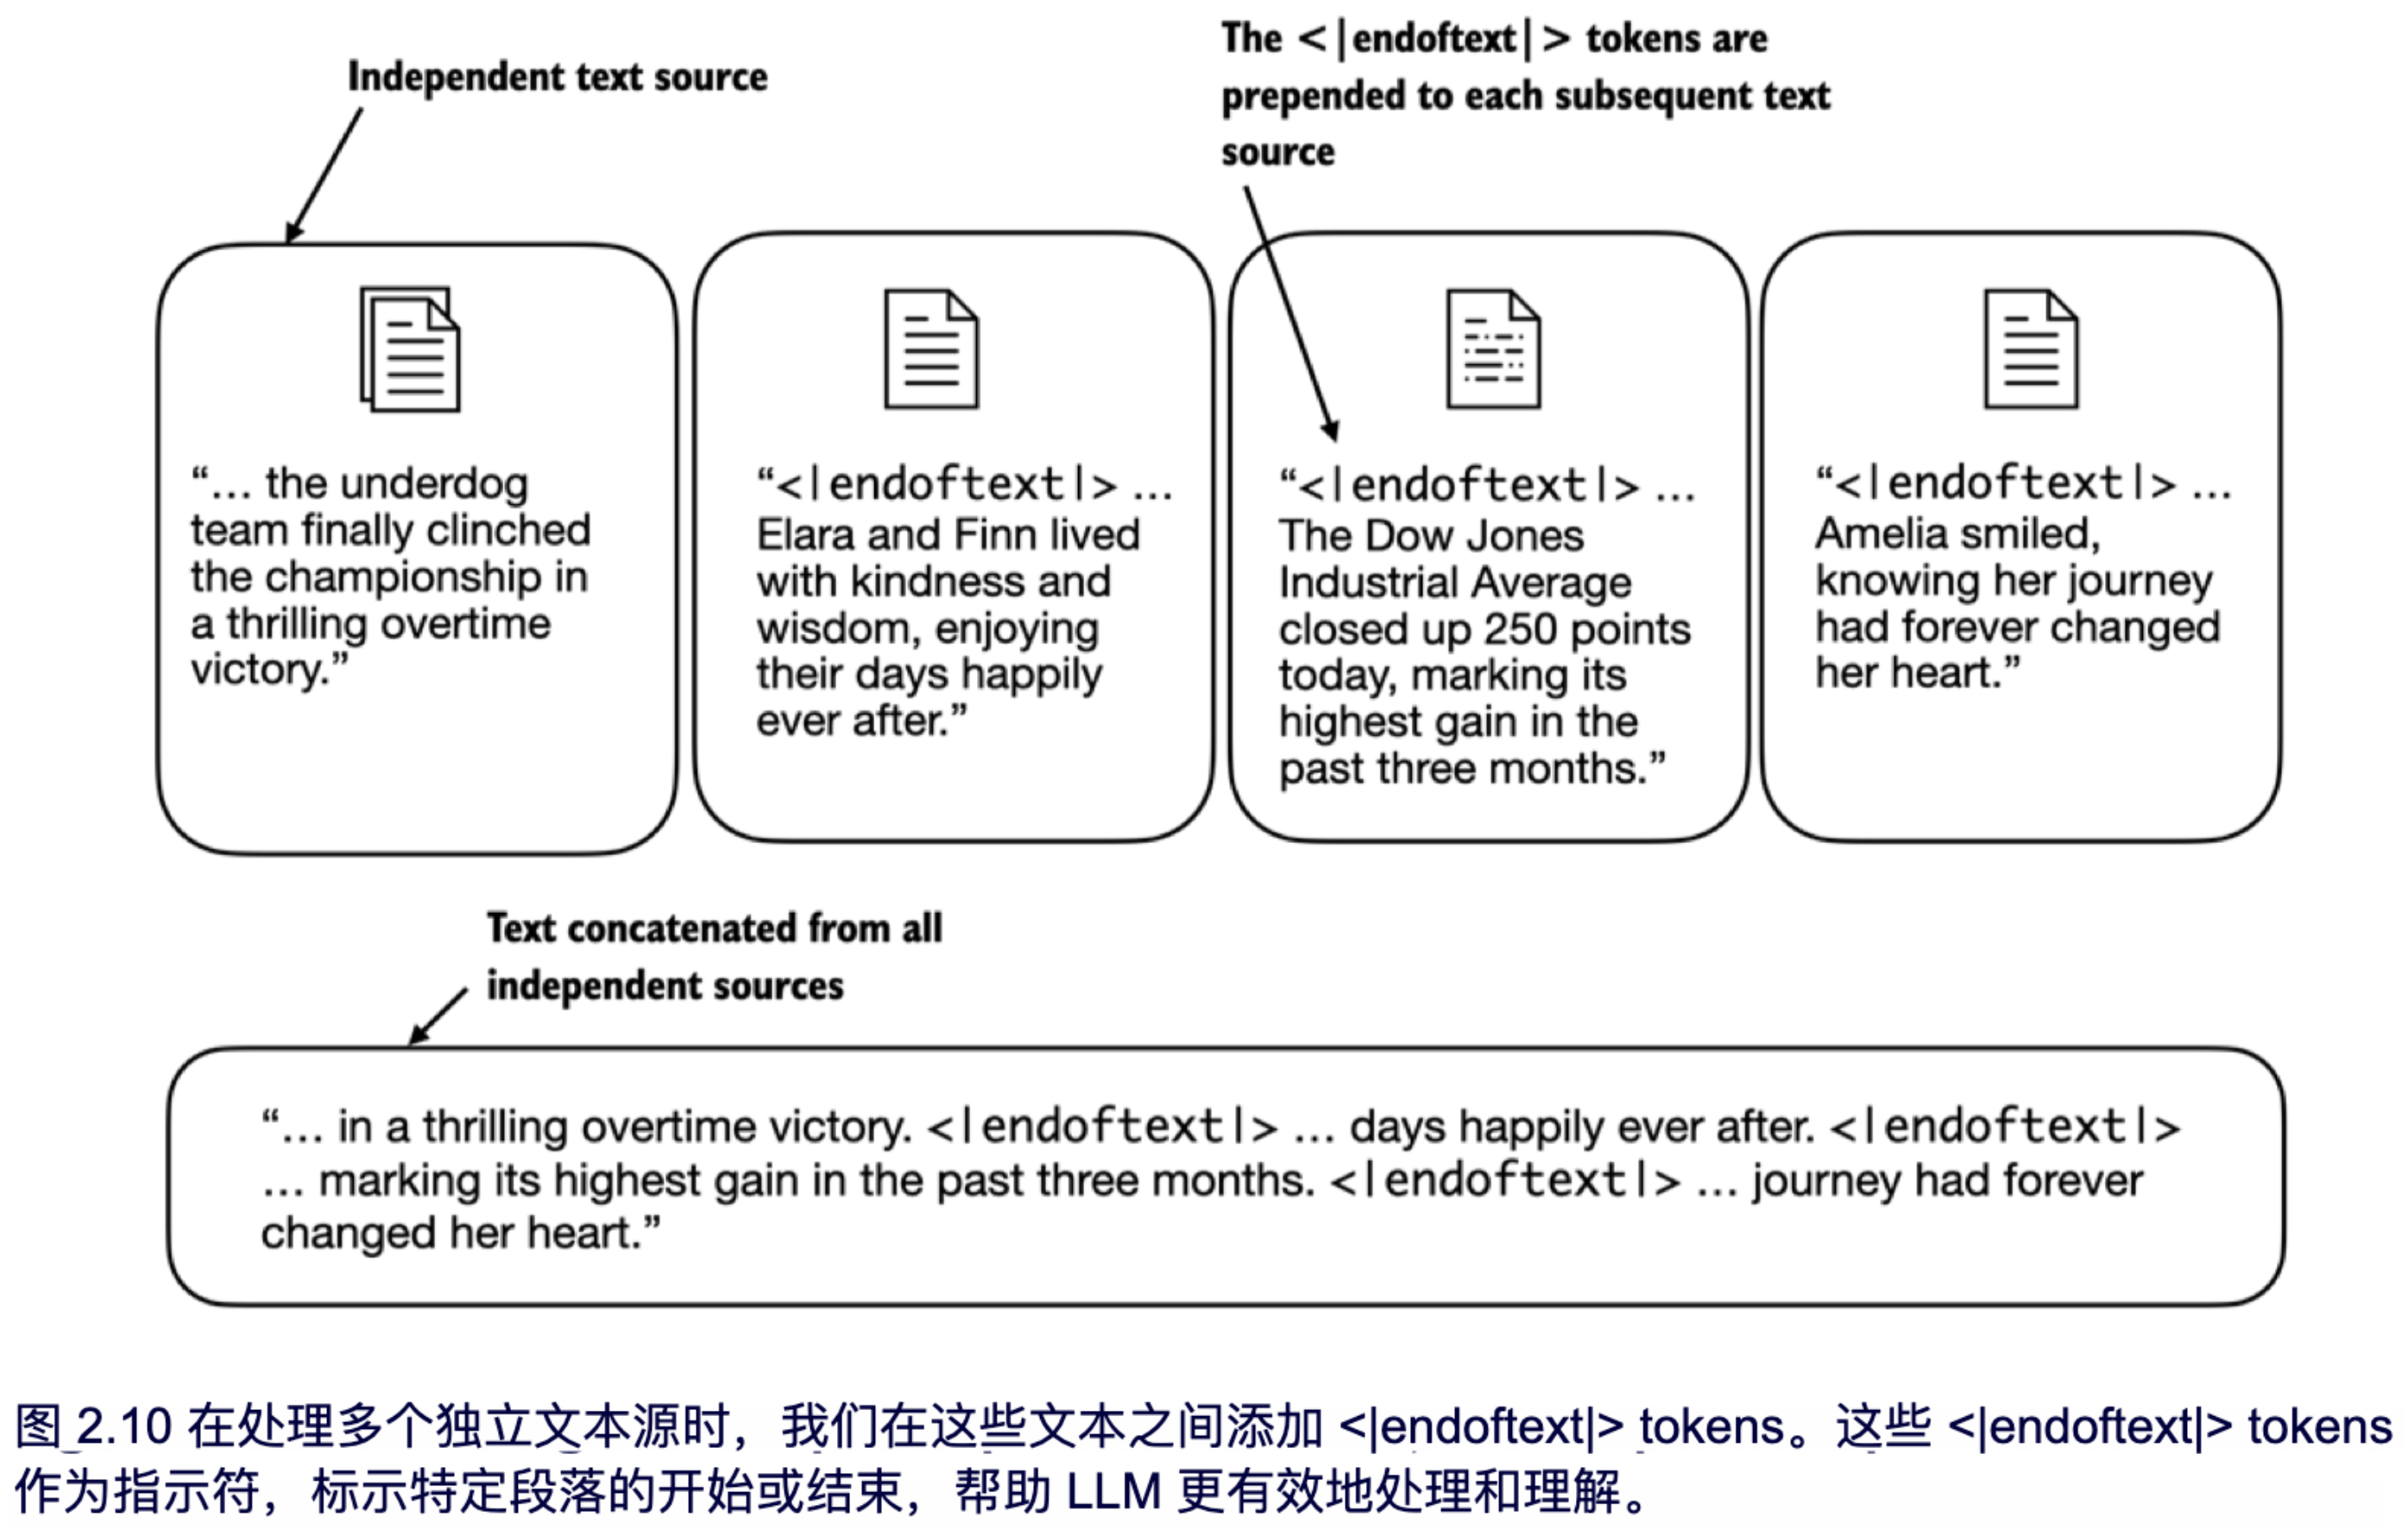 Independent text source
The <|endoftext|> tokens are
prepended to each subsequent text
source
“... the underdog
team finally clinched
the championship in
a thrilling overtime
victory.”
“<|endoftext|> ...
Elara and Finn lived
with kindness and
wisdom, enjoying
their days happily
ever after.”
“<|endoftext|> ...
The Dow Jones
Industrial Average
closed up 250 points
today, marking its
highest gain in the
past three months.”
“<|endoftext|> ...
Amelia smiled,
knowing her journey
had forever changed
her heart.”
Text concatenated from all
independent sources
“... in a thrilling overtime victory. <|endoftext|> ... days happily ever after. <|endoftext|>
... marking its highest gain in the past three months. <|endoftext|> ... journey had forever
changed her heart.”
图 2.10 在处理多个独立文本源时，我们在这些文本之间添加 <|endoftext|> tokens。这些 <|endoftext|> tokens
作为指示符，标示特定段落的开始或结束，帮助 LLM 更有效地处理和理解。